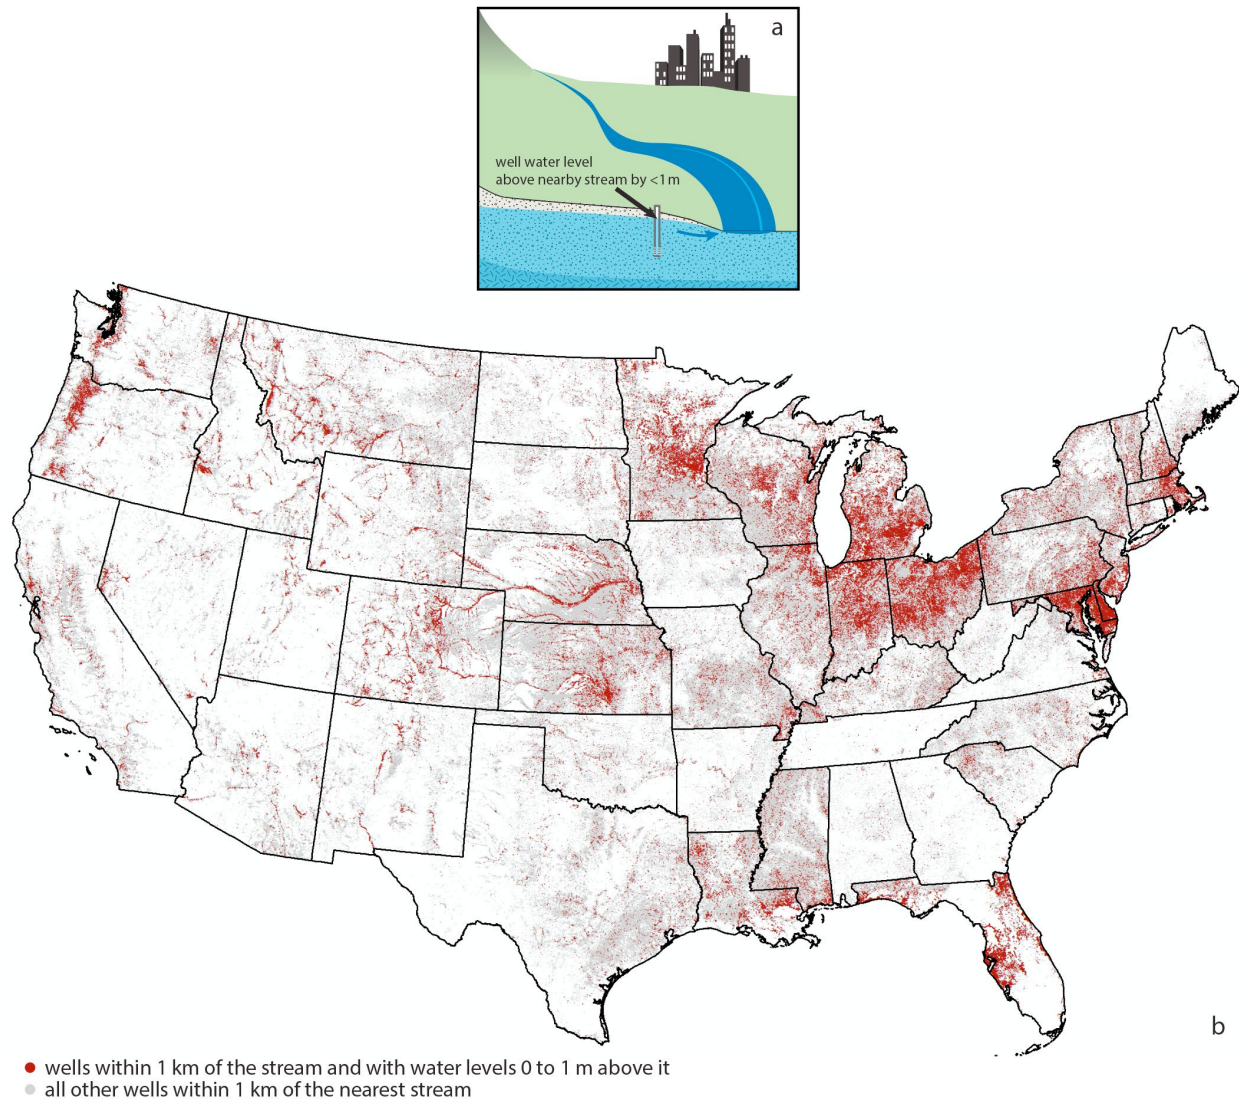 a
well water level
above nearby stream by <1 m
b
wells within 1 km of the stream and with water levels 0 to 1 m above it
all other wells within 1 km of the nearest stream